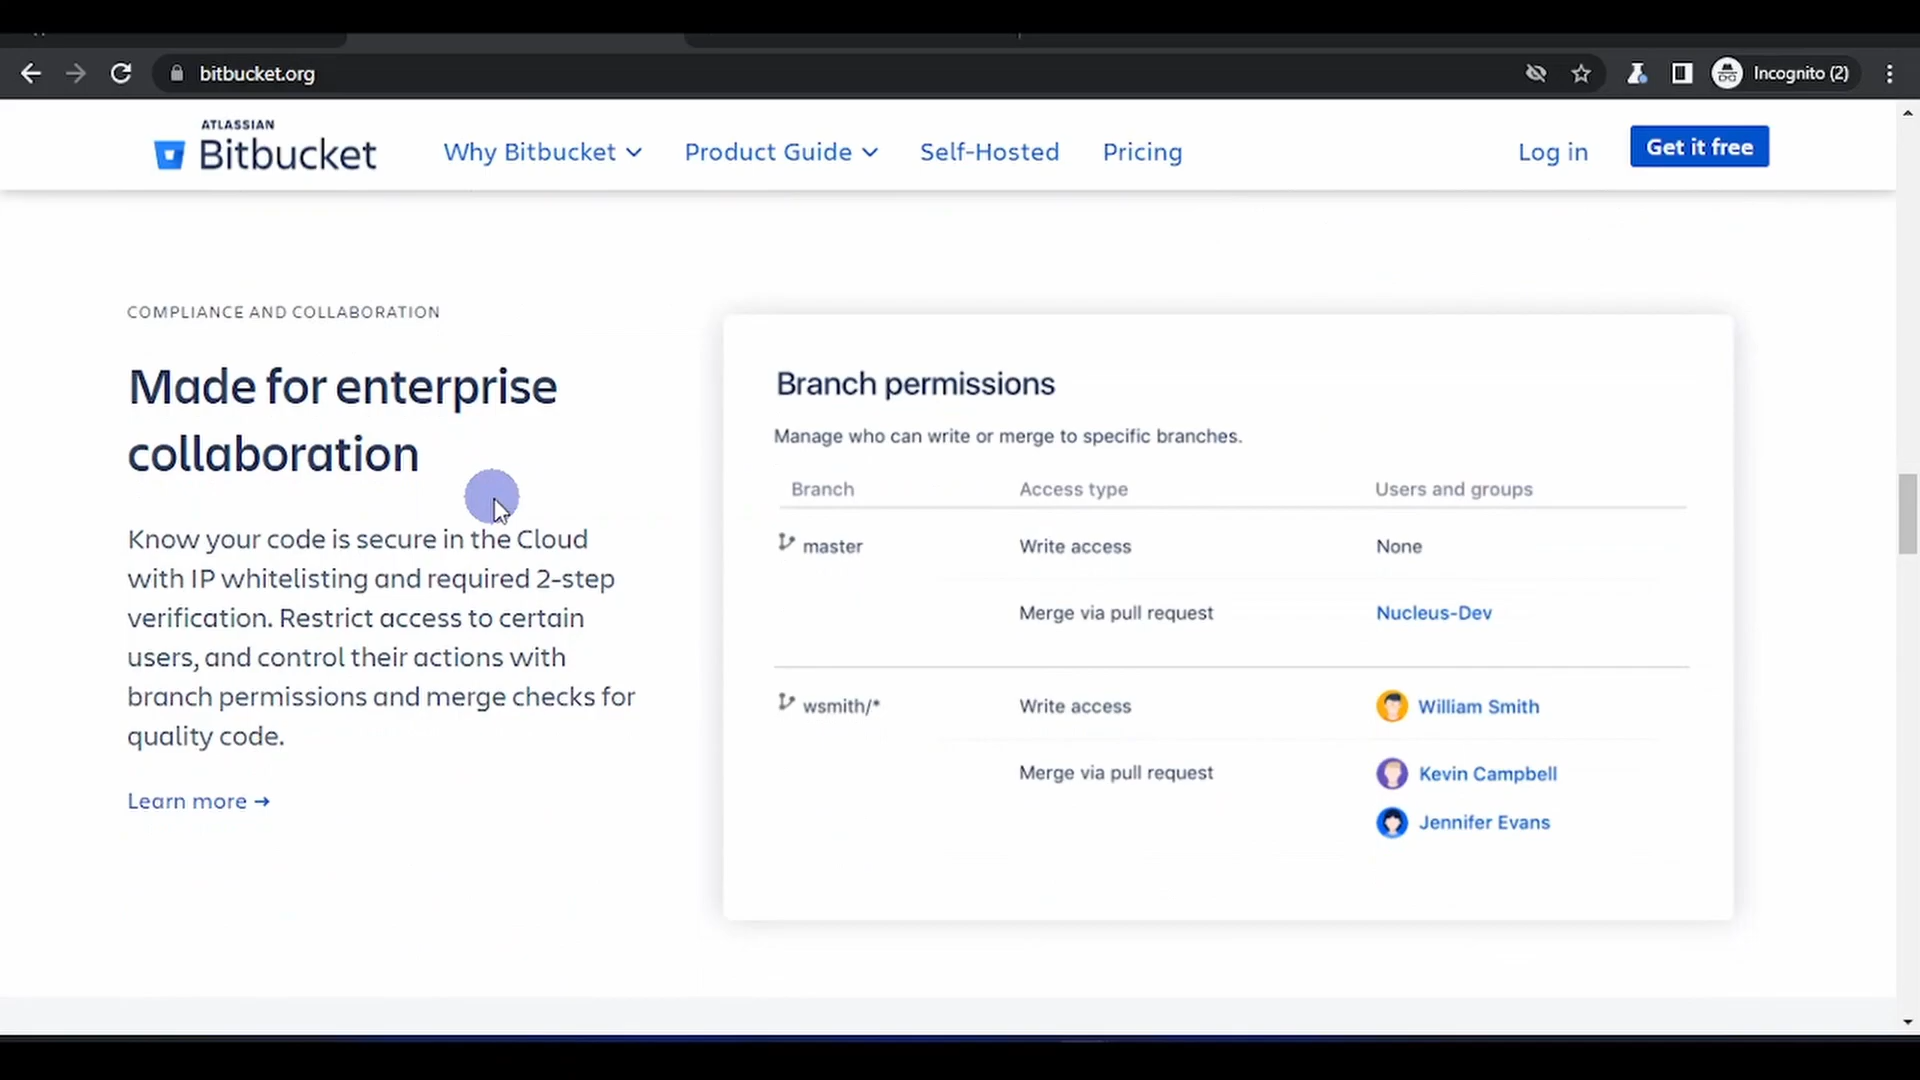 bitbucket.org
Incognito (2)
ATLASSIAN
Bitbucket
Why Bitbucket
Product Guide
Self-Hosted
Pricing
Log in
Get it free
COMPLIANCE AND COLLABORATION
Made for enterprise
collaboration
Know your code is secure in the Cloud
with IP whitelisting and required 2-step
verification. Restrict access to certain
users, and control their actions with
branch permissions and merge checks for
quality code.
Learn more →
Branch permissions
Manage who can write or merge to specific branches.
Branch Access type Users and groups
master Write access None
Merge via pull request Nucleus-Dev
wsmith/* Write access William Smith
Merge via pull request Kevin Campbell
Jennifer Evans